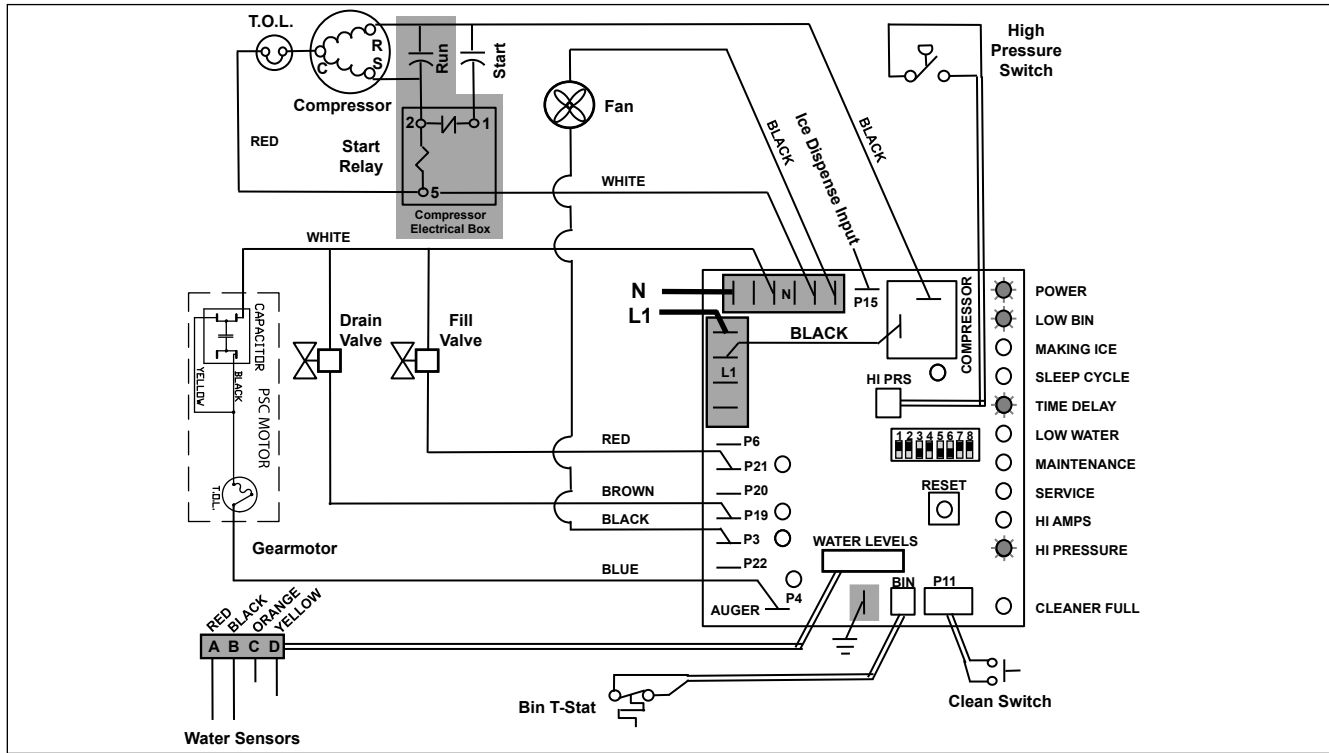 T.O.L.
R
S
C
Compressor
Run
Start
2
1
5
Start
Relay
Compressor
Electrical Box
RED
WHITE
WHITE
Fan
BLACK
Ice Dispense Input
BLACK
High
Pressure
Switch
N
L1
N
L1
P15
BLACK
COMPRESSOR
HI PRS
1 2 3 4 5 6 7 8
RESET
POWER
LOW BIN
MAKING ICE
SLEEP CYCLE
TIME DELAY
LOW WATER
MAINTENANCE
SERVICE
HI AMPS
HI PRESSURE
CLEANER FULL
Drain
Valve
Fill
Valve
CAPACITOR
YELLOW
BLACK
PSC MOTOR
T.O.L.
Gearmotor
RED
BROWN
BLACK
BLUE
P6
P21
P20
P19
P3
P22
P4
AUGER
WATER LEVELS
BIN
P11
RED
BLACK
ORANGE
YELLOW
A B C D
Water Sensors
Bin T-Stat
Clean Switch